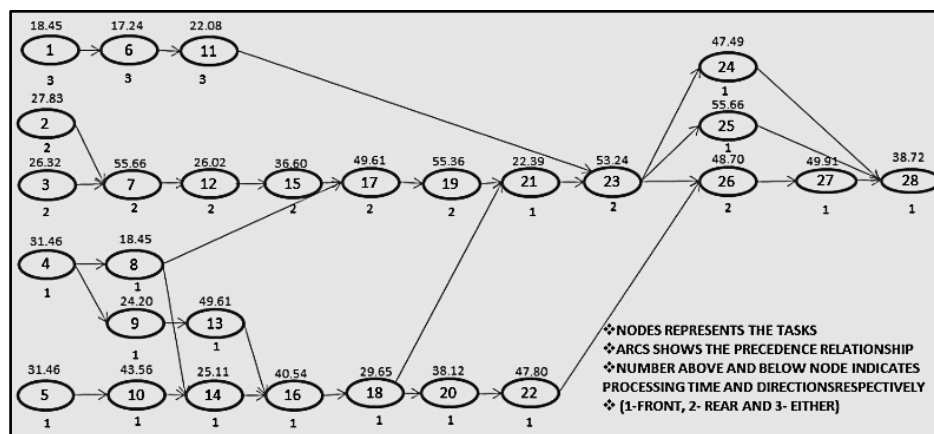 18.45 17.24 22.08
1 6 11
3 3 3
47.49
24
1
27.83
2
2
55.66
25
1
26.32 55.66 26.02 36.60 49.61 55.36 22.39 53.24 48.70 49.91 38.72
3 7 12 15 17 19 21 23 26 27 28
2 2 2 2 2 2 1 2 2 1 1
31.46 18.45
4 8
1 1
24.20 49.61
9 13
1 1
31.46 43.56 25.11 40.54 29.65 38.12 47.80
5 10 14 16 18 20 22
1 1 1 1 1 1 1
❖NODES REPRESENTS THE TASKS
❖ARCS SHOWS THE PRECEDENCE RELATIONSHIP
❖NUMBER ABOVE AND BELOW NODE INDICATES
PROCESSING TIME AND DIRECTIONSRESPECTIVELY
❖ (1-FRONT, 2- REAR AND 3- EITHER)